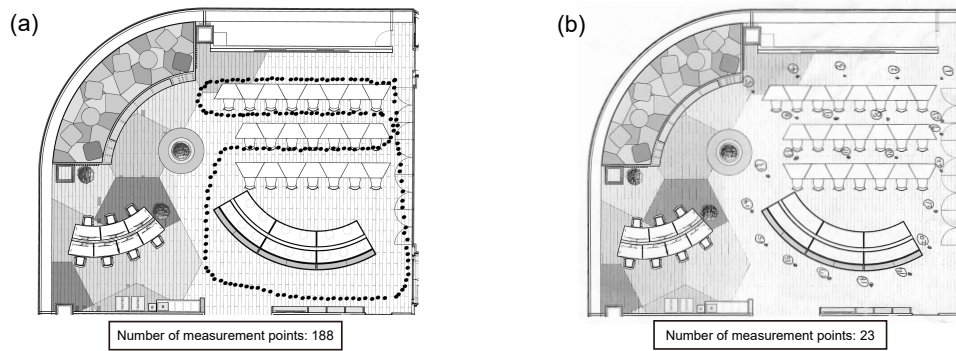 (a)
(b)
Number of measurement points: 188
Number of measurement points: 23